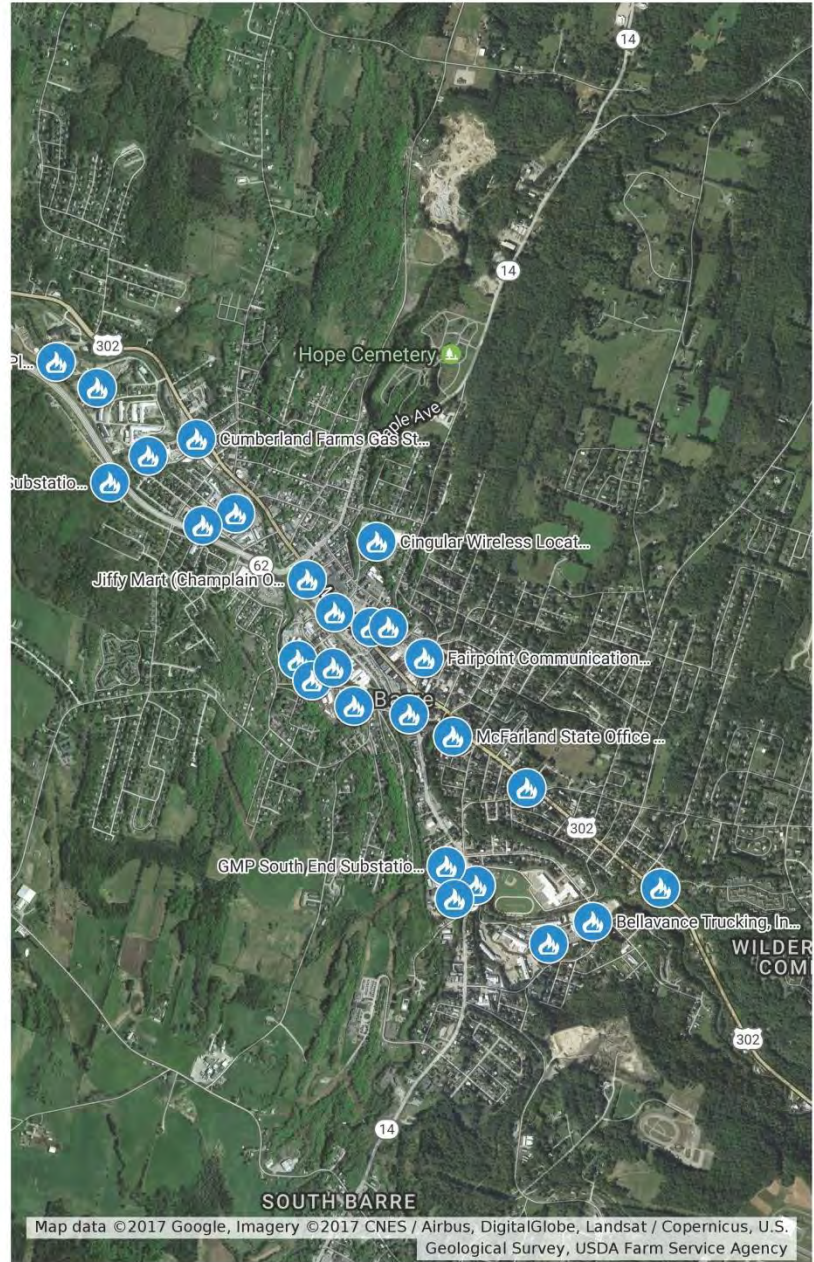 14
14
302
Hope Cemetery
Pl...
aple Ave
Cumberland Farms Gas St...
Substatio...
Cingular Wireless Locat...
62
Jiffy Mart (Champlain O...
Fairpoint Communication...
Barre
McFarland State Office ...
302
GMP South End Substatio...
Bellavance Trucking, In...
WILDER
COM
302
14
SOUTH BARRE
Map data ©2017 Google, Imagery ©2017 CNES / Airbus, DigitalGlobe, Landsat / Copernicus, U.S.
Geological Survey, USDA Farm Service Agency